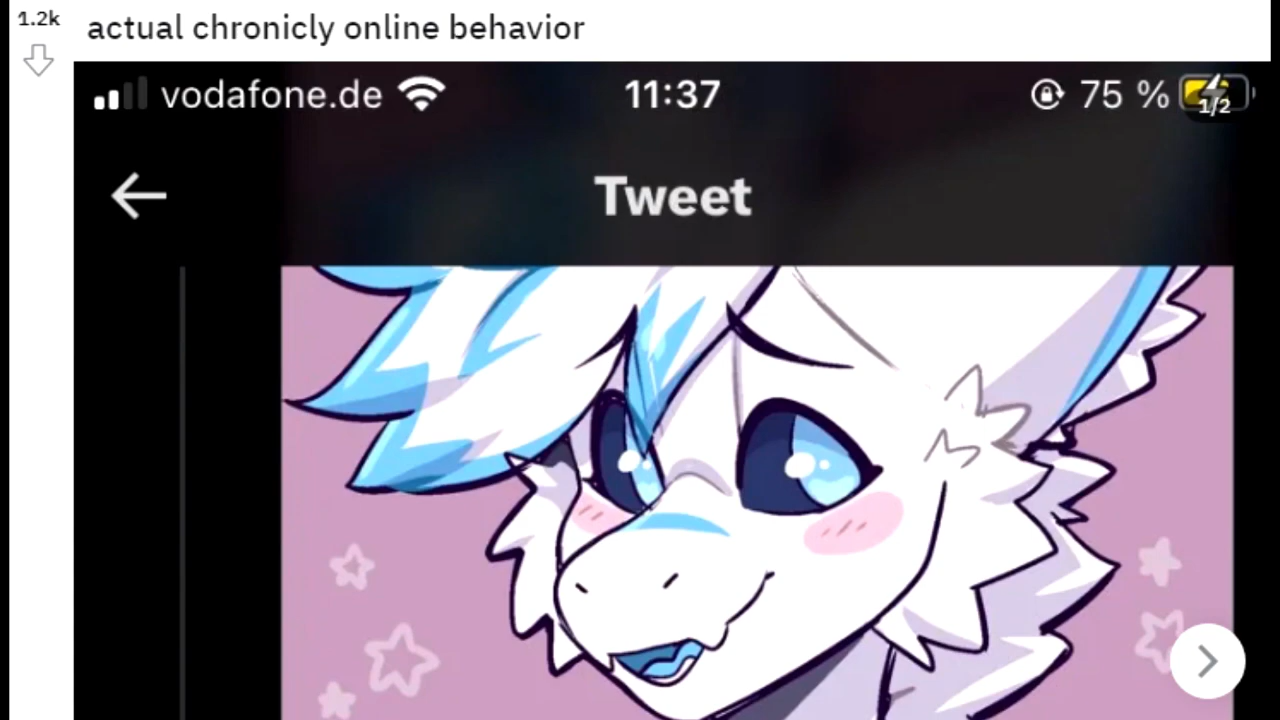 1.2k
actual chronicly online behavior
vodafone.de 11:37 75 %
1/2
Tweet